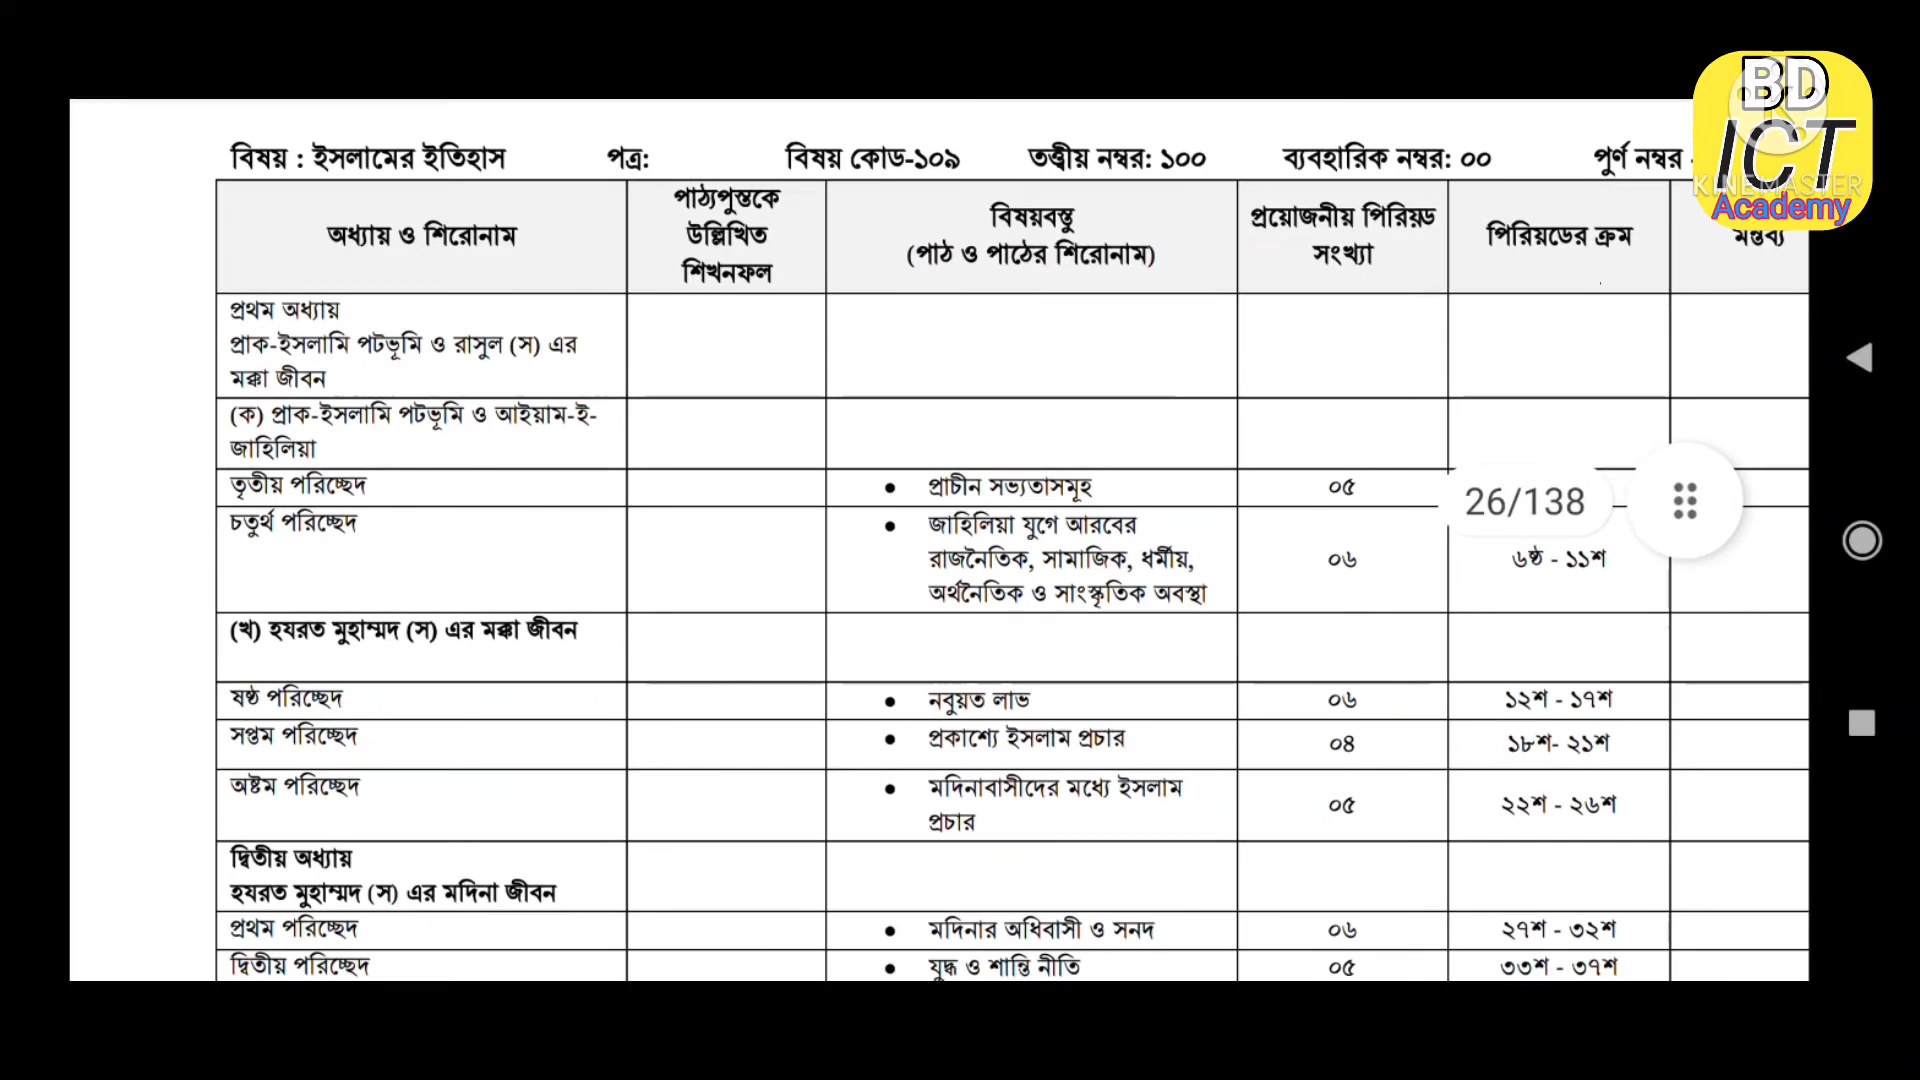 BD
ICT
KINEMASTER
Academy
বিষয় : ইসলামের ইতিহাস পত্র: বিষয় কোড-১০৯ তত্ত্বীয় নম্বর: ১০০ ব্যবহারিক নম্বর: ০০ পুর্ণ নম্বর -
অধ্যায় ও শিরোনাম
পাঠ্যপুস্তকে
উল্লিখিত
শিখনফল
বিষয়বস্তু
(পাঠ ও পাঠের শিরোনাম)
প্রয়োজনীয় পিরিয়ড
সংখ্যা
পিরিয়ডের ক্রম
মন্তব্য
প্রথম অধ্যায়
প্রাক-ইসলামি পটভূমি ও রাসুল (স) এর
মক্কা জীবন
(ক) প্রাক-ইসলামি পটভূমি ও আইয়াম-ই-
জাহিলিয়া
তৃতীয় পরিচ্ছেদ
• প্রাচীন সভ্যতাসমূহ
০৫
26/138
চতুর্থ পরিচ্ছেদ
• জাহিলিয়া যুগে আরবের
রাজনৈতিক, সামাজিক, ধর্মীয়,
অর্থনৈতিক ও সাংস্কৃতিক অবস্থা
০৬
৬ষ্ঠ - ১১শ
(খ) হযরত মুহাম্মদ (স) এর মক্কা জীবন
ষষ্ঠ পরিচ্ছেদ
• নবুয়ত লাভ
০৬
১২শ - ১৭শ
সপ্তম পরিচ্ছেদ
• প্রকাশ্যে ইসলাম প্রচার
০৪
১৮শ- ২১শ
অষ্টম পরিচ্ছেদ
• মদিনাবাসীদের মধ্যে ইসলাম
প্রচার
০৫
২২শ - ২৬শ
দ্বিতীয় অধ্যায়
হযরত মুহাম্মদ (স) এর মদিনা জীবন
প্রথম পরিচ্ছেদ
• মদিনার অধিবাসী ও সনদ
০৬
২৭শ - ৩২শ
দ্বিতীয় পরিচ্ছেদ
• যুদ্ধ ও শান্তি নীতি
০৫
৩৩শ - ৩৭শ